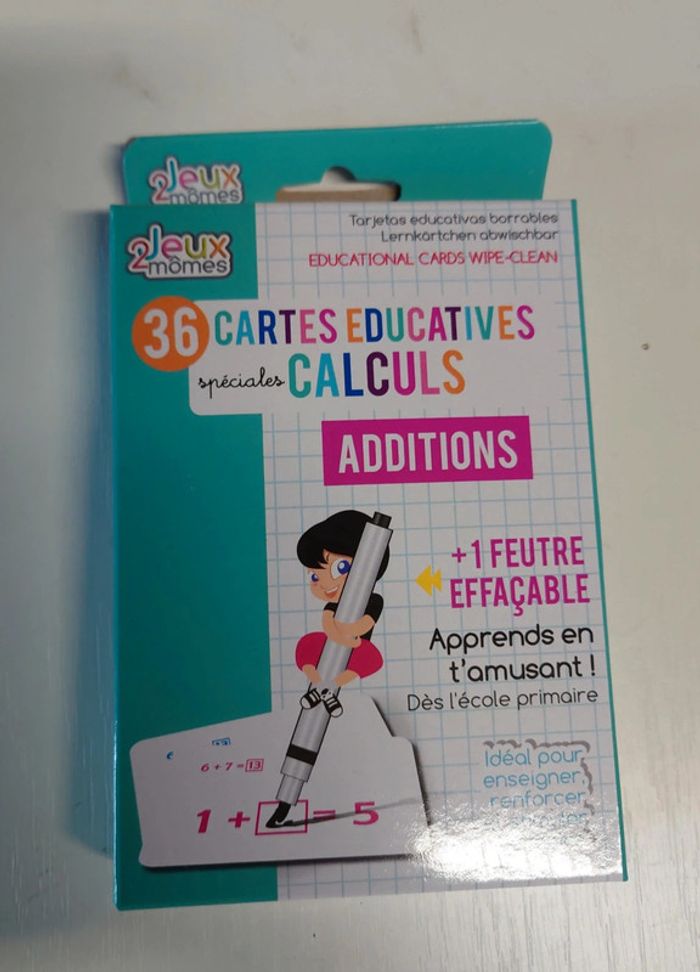 2Jeux
mômes
2Jeux
mômes
Tarjetas educativas borrables
Lernkärtchen abwischbar
EDUCATIONAL CARDS WIPE-CLEAN
36 CARTES EDUCATIVES
spéciales CALCULS
ADDITIONS
+1 FEUTRE
EFFAÇABLE
Apprends en
t'amusant !
Dès l'école primaire
6+7=13
1 + = 5
Idéal pour
enseigner,
renforcer